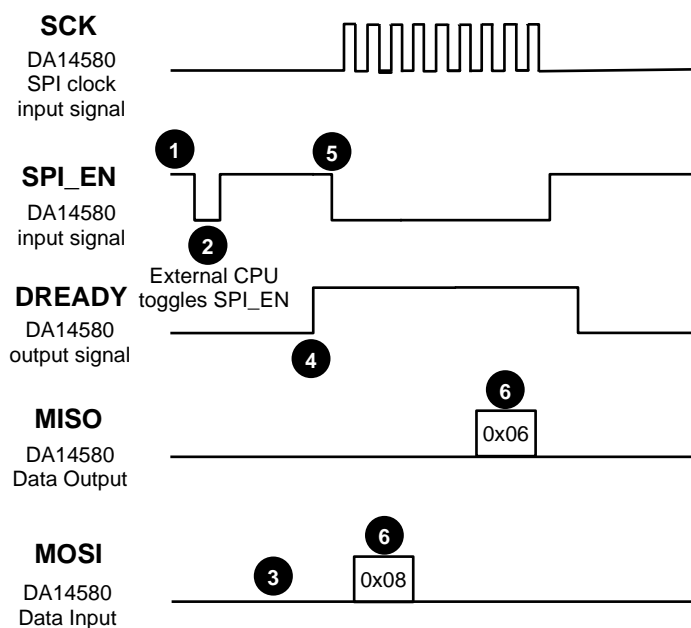 SCK
DA14580
SPI clock
input signal
1
5
SPI_EN
DA14580
input signal
2
External CPU
toggles SPI_EN
DREADY
DA14580
output signal
4
6
MISO
0x06
DA14580
Data Output
6
MOSI
3
0x08
DA14580
Data Input